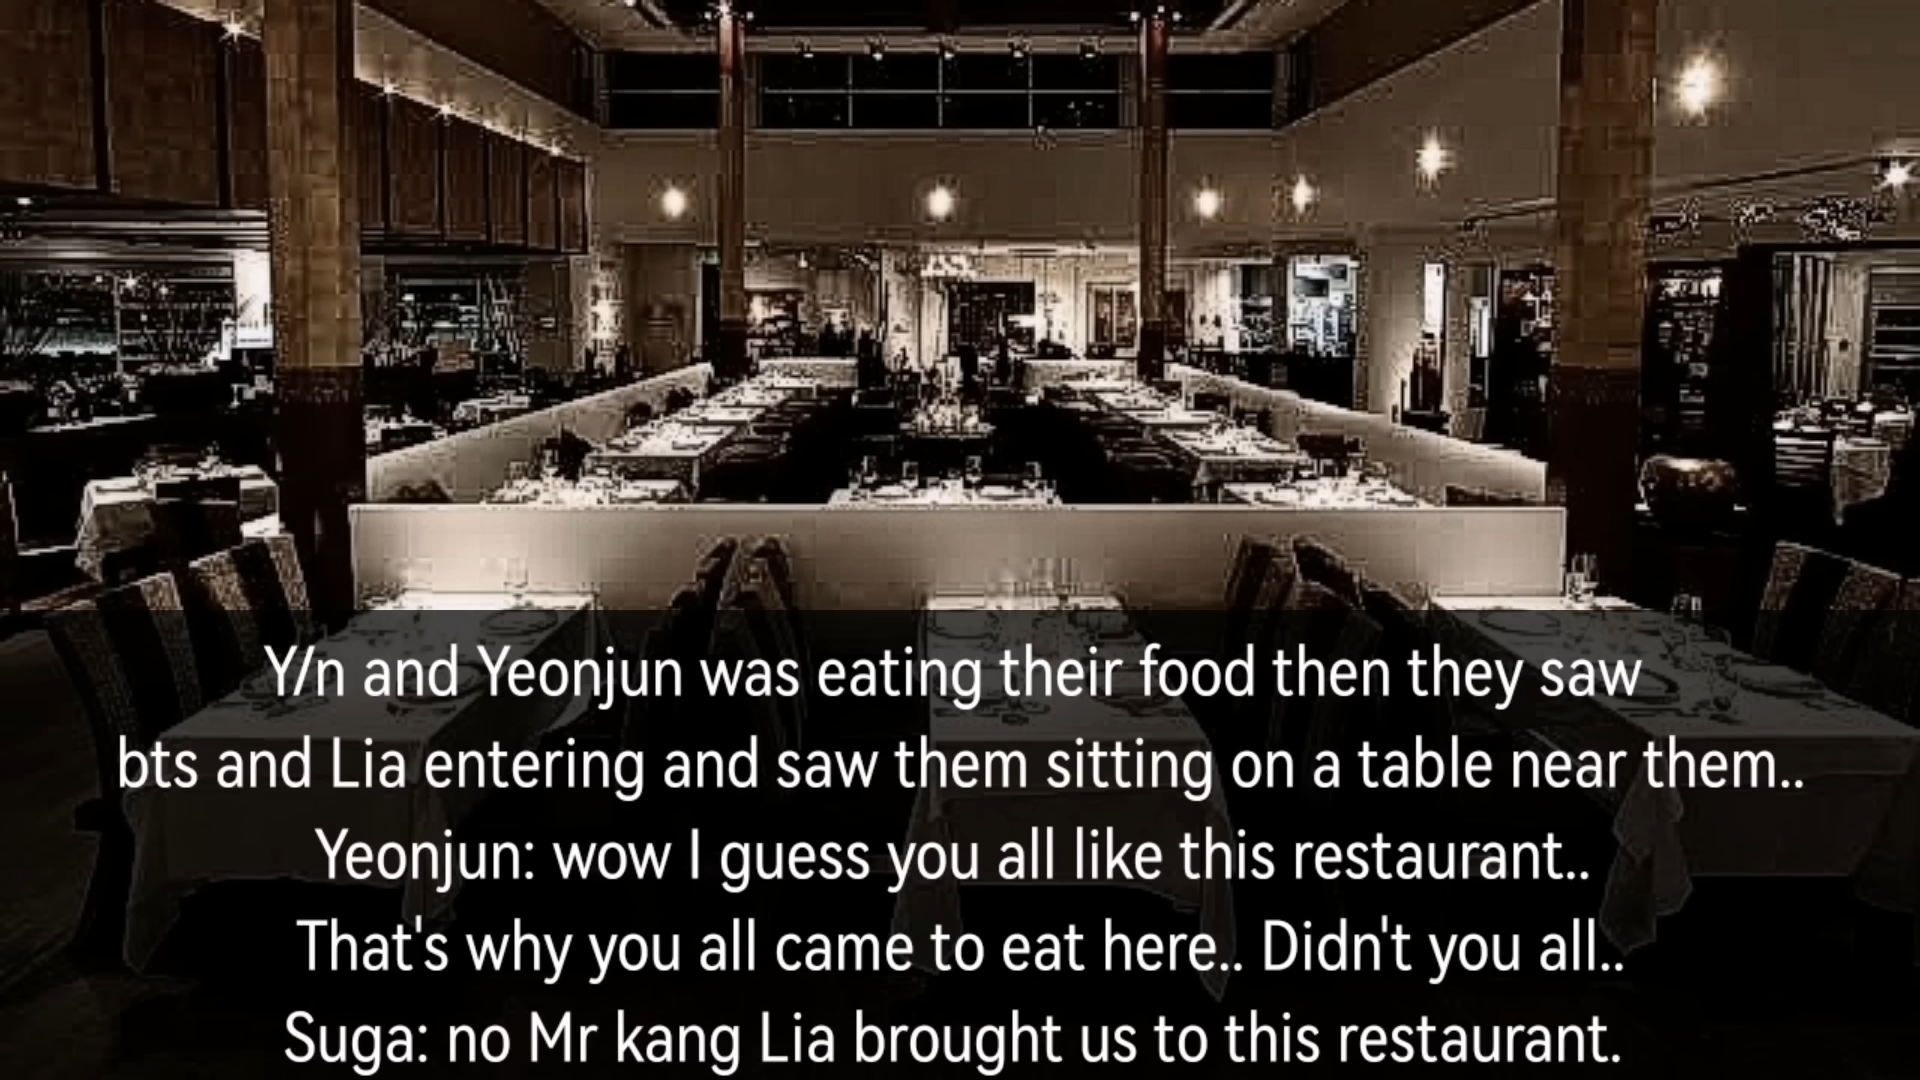 Y/n and Yeonjun was eating their food then they saw
bts and Lia entering and saw them sitting on a table near them..
Yeonjun: wow I guess you all like this restaurant..
That's why you all came to eat here.. Didn't you all..
Suga: no Mr kang Lia brought us to this restaurant.